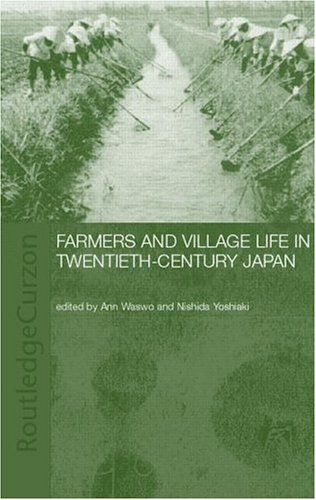 FARMERS AND VILLAGE LIFE IN
TWENTIETH-CENTURY JAPAN
edited by Ann Waswo and Nishida Yoshiaki
RoutledgeCurzon